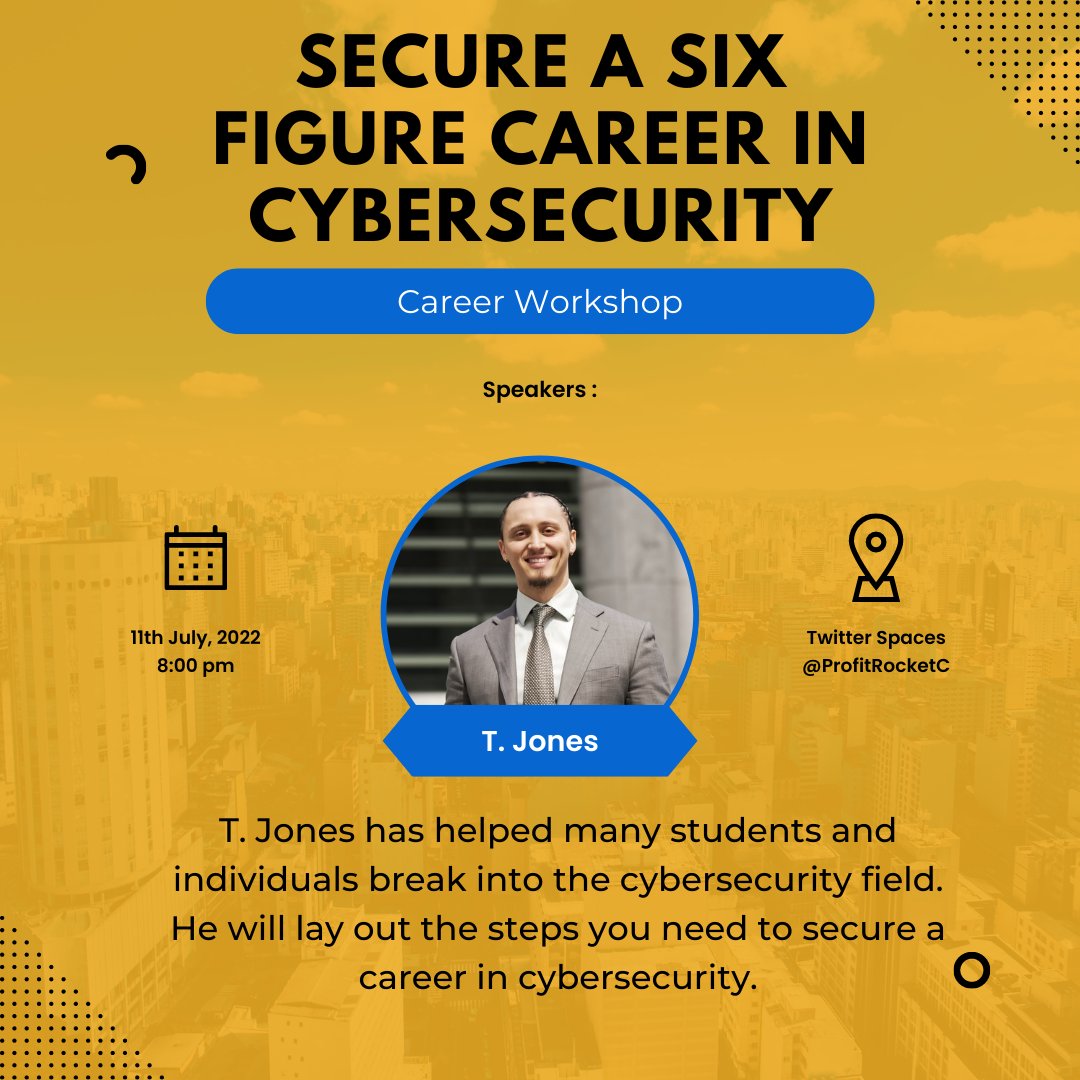 SECURE A SIX
FIGURE CAREER IN
CYBERSECURITY
Career Workshop
Speakers :
11th July, 2022
8:00 pm
Twitter Spaces
@ProfitRocketC
T. Jones
T. Jones has helped many students and
individuals break into the cybersecurity field.
He will lay out the steps you need to secure a
career in cybersecurity.